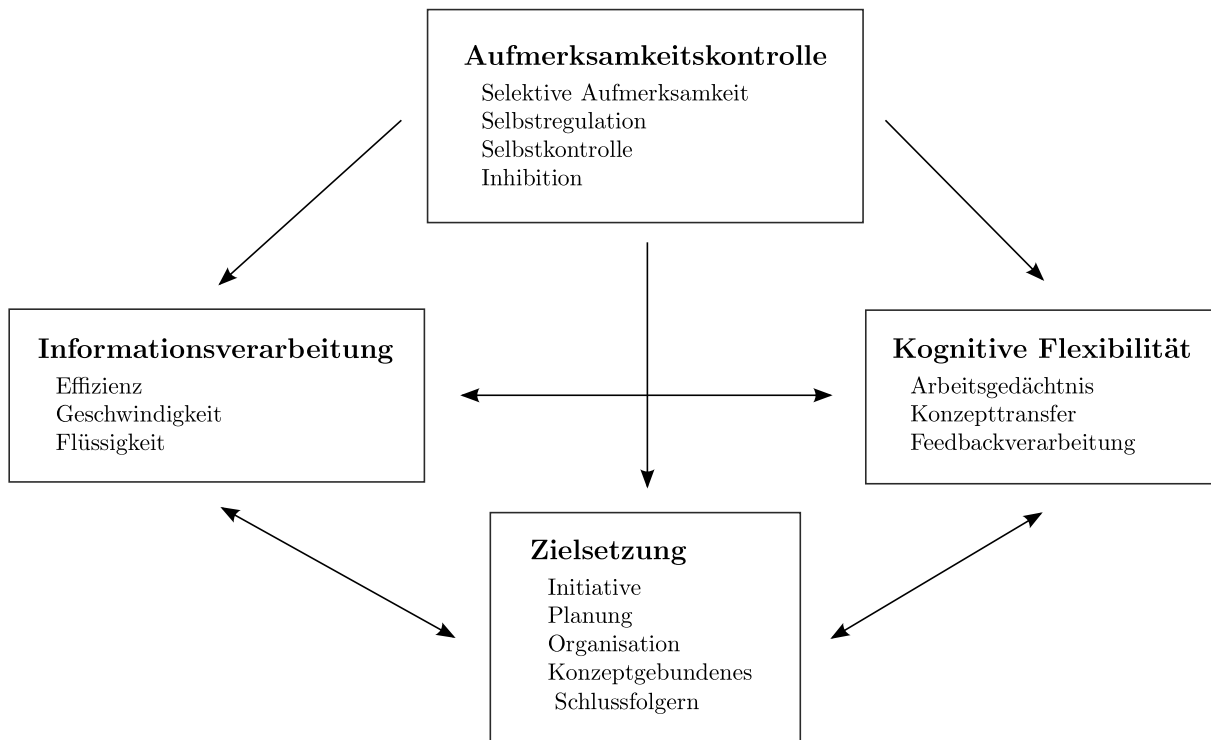 Aufmerksamkeitskontrolle
Selektive Aufmerksamkeit
Selbstregulation
Selbstkontrolle
Inhibition
Informationsverarbeitung
Effizienz
Geschwindigkeit
Flüssigkeit
Kognitive Flexibilität
Arbeitsgedächtnis
Konzepttransfer
Feedbackverarbeitung
Zielsetzung
Initiative
Planung
Organisation
Konzeptgebundenes
Schlussfolgern